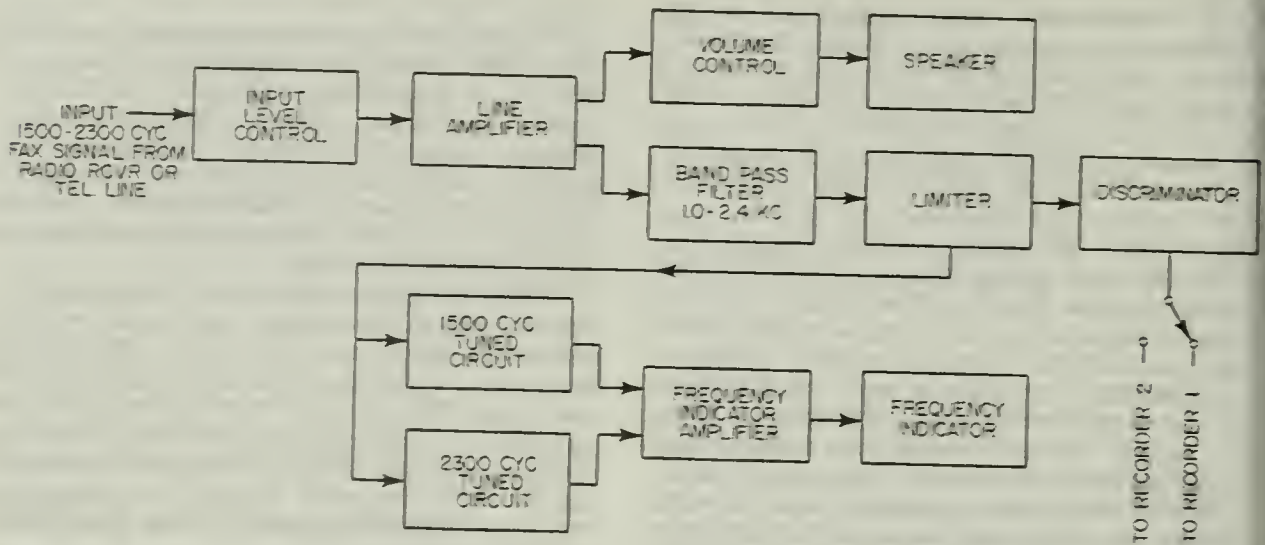 INPUT
1500-2300 CYC
FAX SIGNAL FROM
RADIO RCVR OR
TEL. LINE
INPUT
LEVEL
CONTROL
LINE
AMPLIFIER
VOLUME
CONTROL
SPEAKER
BAND PASS
FILTER
1.0-2.4 KC
LIMITER
DISCRIMINATOR
1500 CYC
TUNED
CIRCUIT
2300 CYC
TUNED
CIRCUIT
FREQUENCY
INDICATOR
AMPLIFIER
FREQUENCY
INDICATOR
TO RECORDER 2
TO RECORDER 1